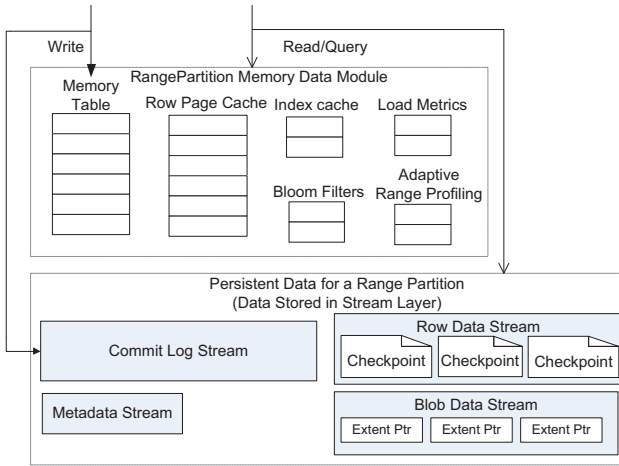 Write
Read/Query
RangePartition Memory Data Module
Memory
Table
Row Page Cache
Index cache
Load Metrics
Bloom Filters
Adaptive
Range Profiling
Persistent Data for a Range Partition
(Data Stored in Stream Layer)
Commit Log Stream
Row Data Stream
Checkpoint
Checkpoint
Checkpoint
Metadata Stream
Blob Data Stream
Extent Ptr
Extent Ptr
Extent Ptr